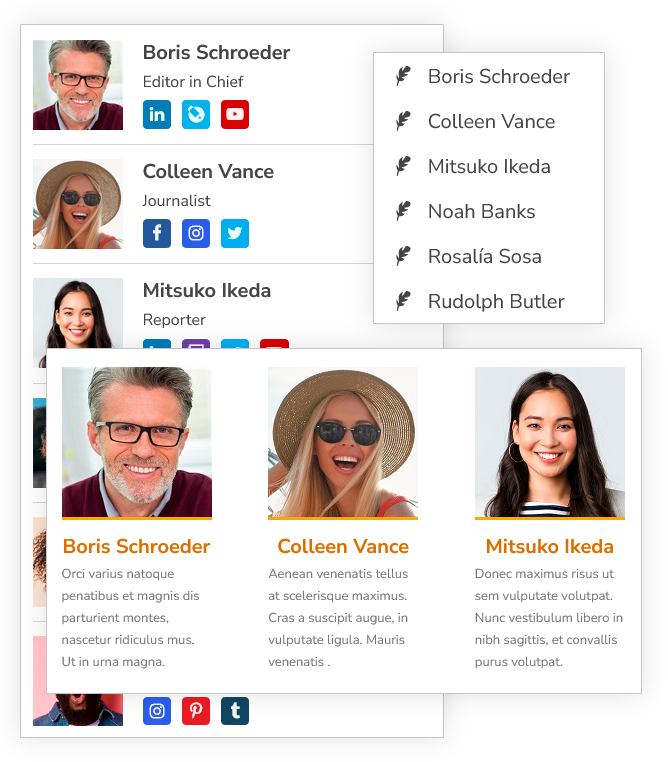 Boris Schroeder
Editor in Chief
Colleen Vance
Journalist
Mitsuko Ikeda
Reporter
Boris Schroeder
Colleen Vance
Mitsuko Ikeda
Noah Banks
Rosalía Sosa
Rudolph Butler
Boris Schroeder
Orci varius natoque
penatibus et magnis dis
parturient montes,
nascetur ridiculus mus.
Ut in urna magna.
Colleen Vance
Aenean venenatis tellus
at scelerisque maximus.
Cras a suscipit augue, in
vulputate ligula. Mauris
venenatis .
Mitsuko Ikeda
Donec maximus risus ut
sem vulputate volutpat.
Nunc vestibulum libero in
nibh sagittis, et convallis
purus volutpat.